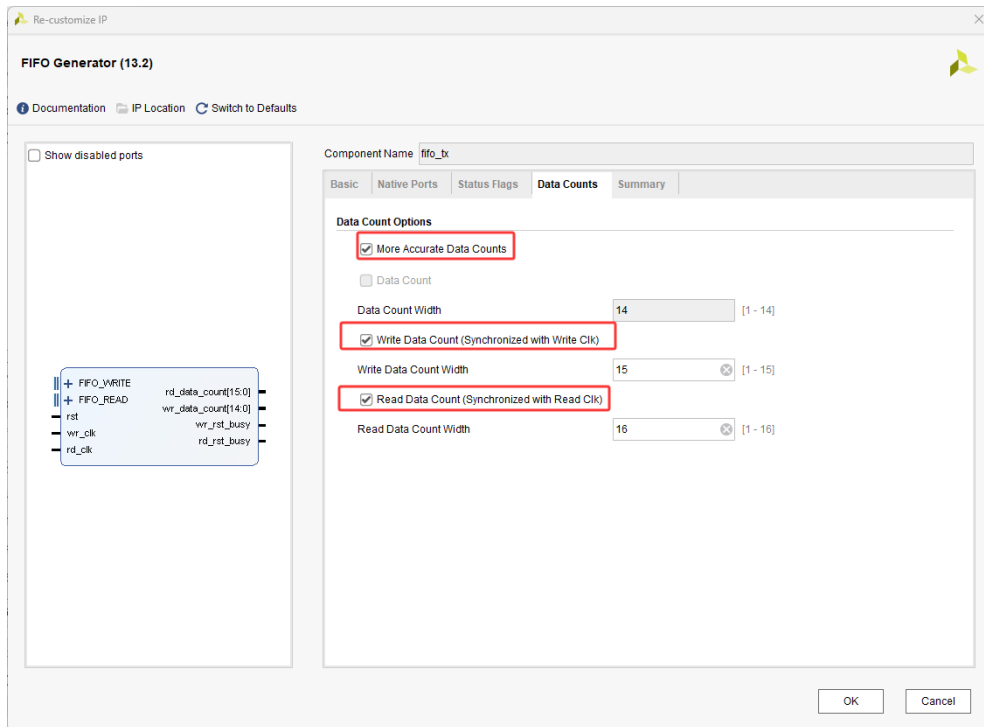 Re-customize IP
FIFO Generator (13.2)
Documentation IP Location Switch to Defaults
Show disabled ports
FIFO_WRITE
FIFO_READ
rst
wr_clk
rd_clk
rd_data_count[15:0]
wr_data_count[14:0]
wr_rst_busy
rd_rst_busy
Component Name fifo_tx
Basic Native Ports Status Flags Data Counts Summary
Data Count Options
More Accurate Data Counts
Data Count
Data Count Width 14 [1 - 14]
Write Data Count (Synchronized with Write Clk)
Write Data Count Width 15 [1 - 15]
Read Data Count (Synchronized with Read Clk)
Read Data Count Width 16 [1 - 16]
OK Cancel